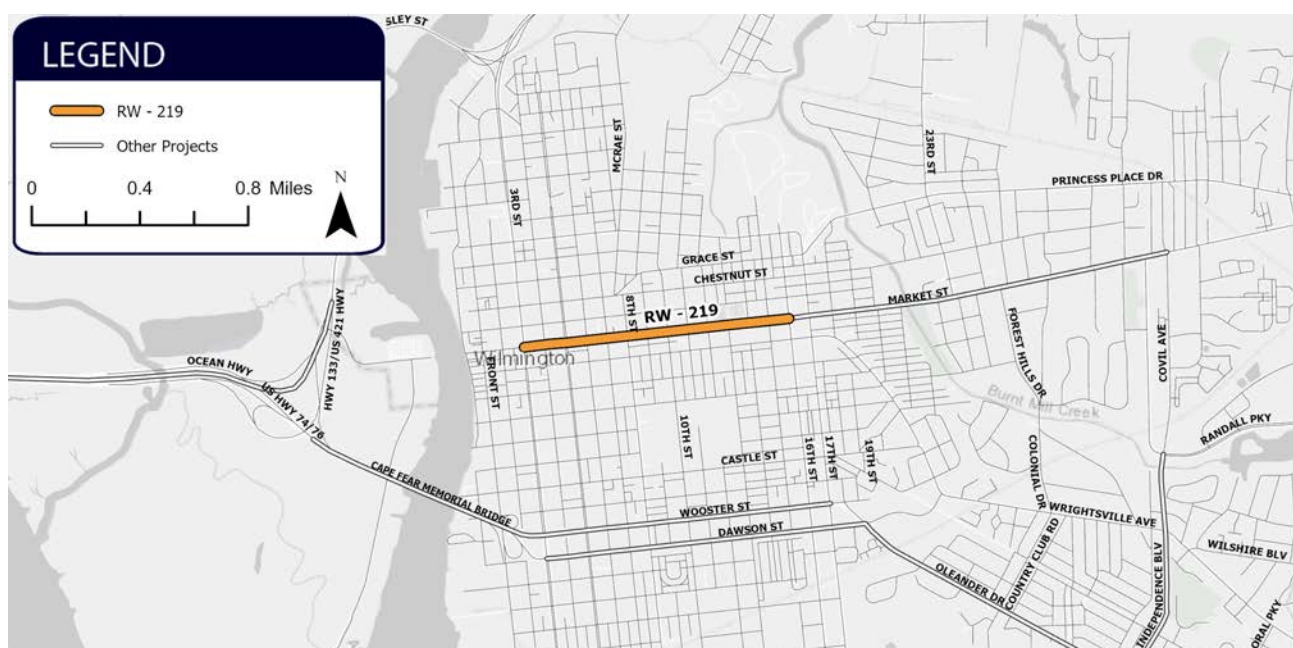 LEGEND
RW - 219
Other Projects
0 0.4 0.8 Miles
N
SLEY ST
MCRAE ST
23RD ST
3RD ST
PRINCESS PLACE DR
GRACE ST
CHESTNUT ST
HWY 133/US 421 HWY
8TH ST
RW - 219
MARKET ST
FOREST HILLS DR
COVIL AVE
Wilmington
FRONT ST
OCEAN HWY
US HWY 74/76
Burnt Mill Creek
RANDALL PKY
10TH ST
CASTLE ST
16TH ST
17TH ST
19TH ST
COLONIAL DR
CAPE FEAR MEMORIAL BRIDGE
WOOSTER ST
DAWSON ST
WRIGHTSVILLE AVE
COUNTRY CLUB RD
WILSHIRE BLV
OLEANDER DR
INDEPENDENCE BLV
ORAL PKY